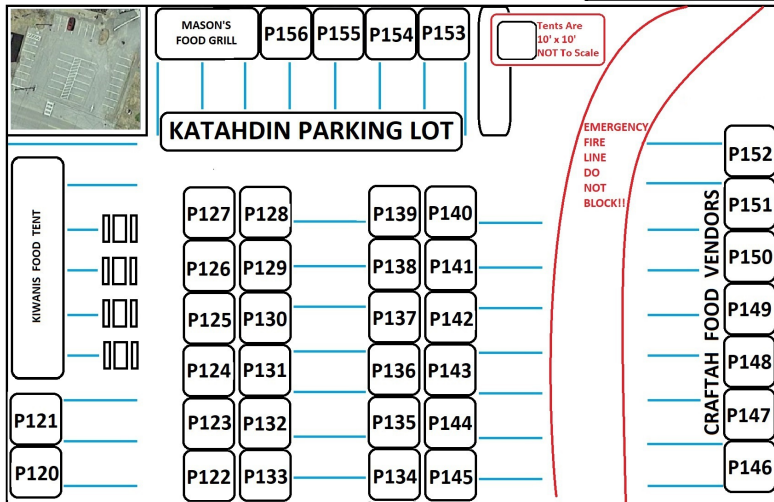 MASON'S
FOOD GRILL
P156
P155
P154
P153
Tents Are
10' x 10'
NOT To Scale
KATAHDIN PARKING LOT
EMERGENCY
FIRE
LINE
DO
NOT
BLOCK!!
KIWANIS FOOD TENT
P121
P120
P127
P128
P126
P129
P125
P130
P124
P131
P123
P132
P122
P133
P139
P140
P138
P141
P137
P142
P136
P143
P135
P144
P134
P145
CRAFTAH FOOD VENDORS
P152
P151
P150
P149
P148
P147
P146